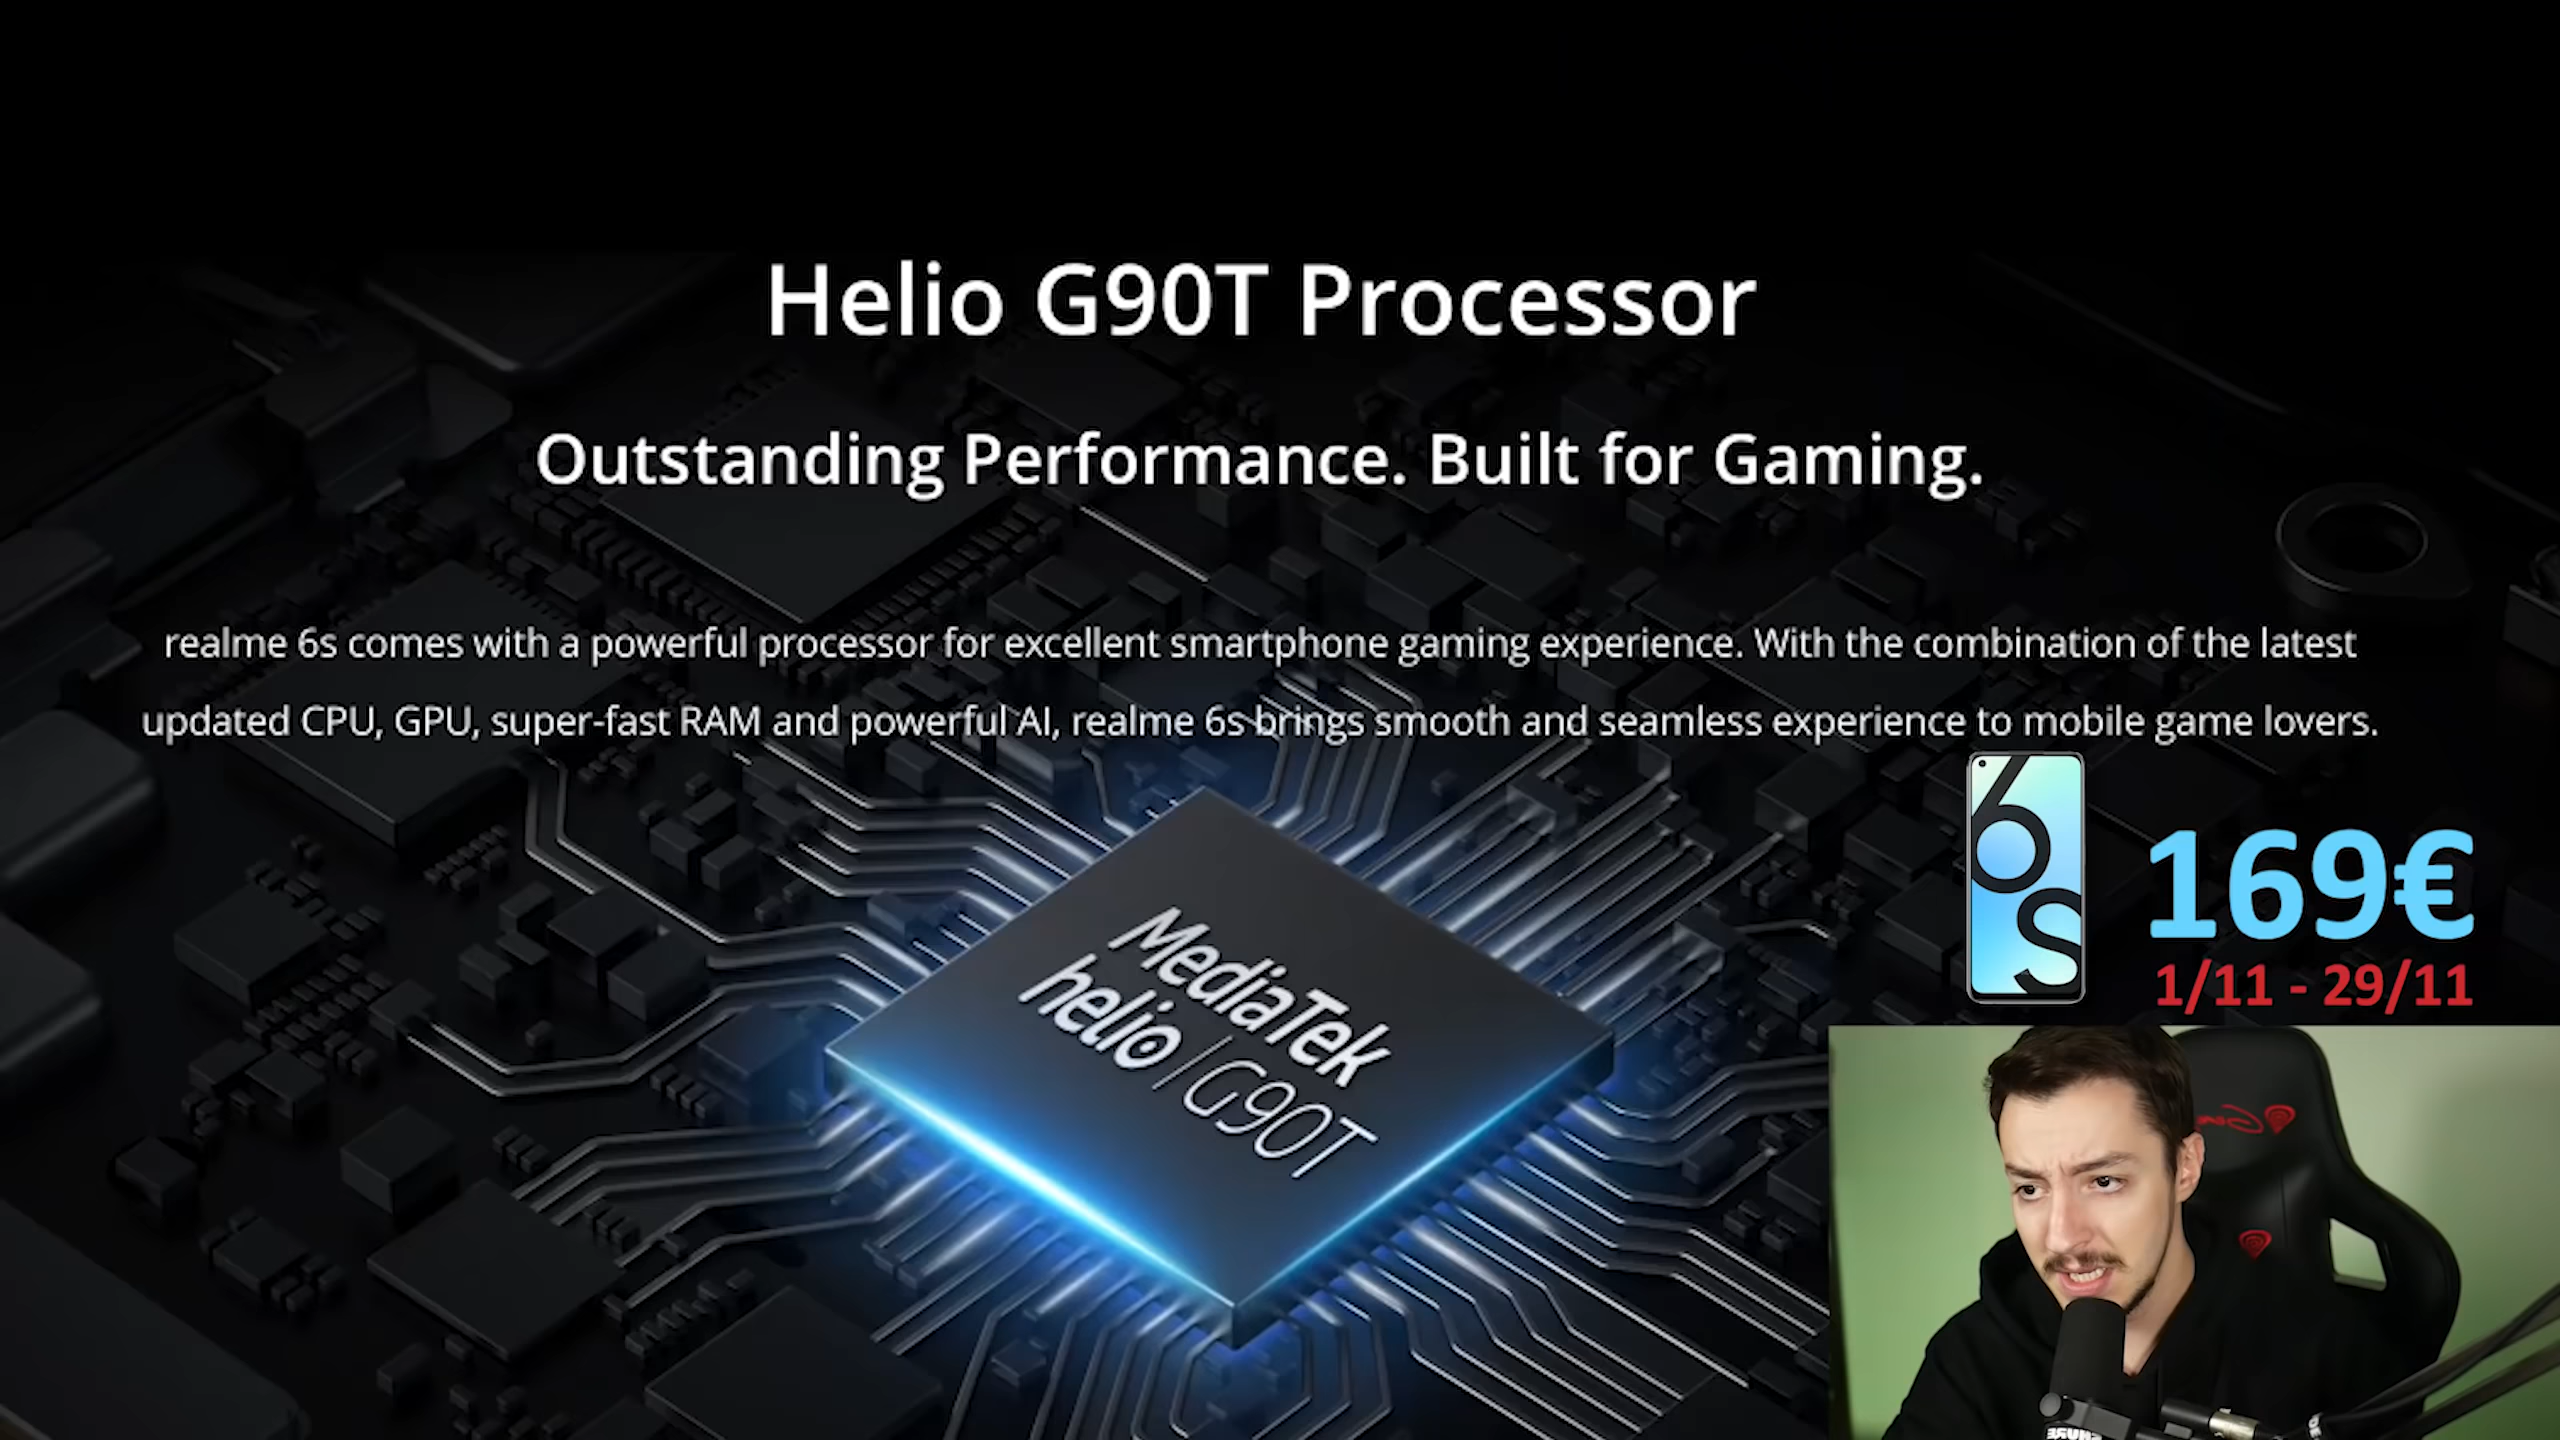 Helio G90T Processor
Outstanding Performance. Built for Gaming.
realme 6s comes with a powerful processor for excellent smartphone gaming experience. With the combination of the latest
updated CPU, GPU, super-fast RAM and powerful AI, realme 6s brings smooth and seamless experience to mobile game lovers.
6s
169€
1/11 - 29/11
MediaTek
helio | G90T